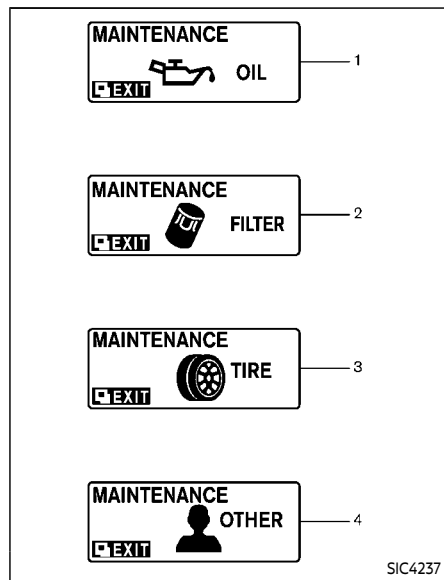 MAINTENANCE
OIL
EXIT
1
MAINTENANCE
FILTER
EXIT
2
MAINTENANCE
TIRE
EXIT
3
MAINTENANCE
OTHER
EXIT
4
SIC4237